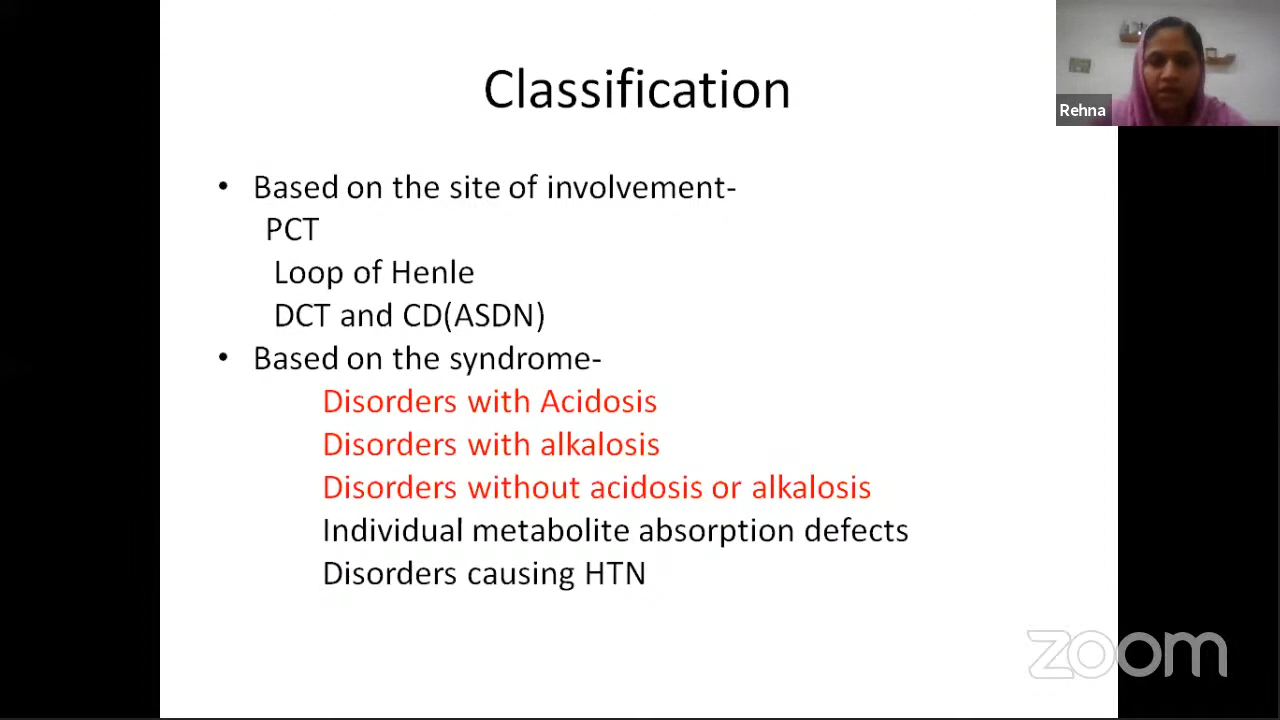 Classification
Rehna
• Based on the site of involvement-
PCT
Loop of Henle
DCT and CD(ASDN)
• Based on the syndrome-
Disorders with Acidosis
Disorders with alkalosis
Disorders without acidosis or alkalosis
Individual metabolite absorption defects
Disorders causing HTN
zoom